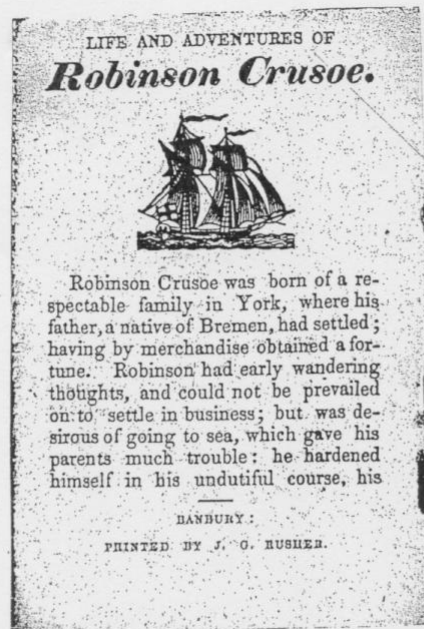 LIFE AND ADVENTURES OF
Robinson Crusoe.
Robinson Crusoe was born of a re-
spectable family in York, where his
father, a native of Bremen, had settled;
having by merchandise obtained a for-
tune. Robinson had early wandering
thoughts, and could not be prevailed
on to settle in business; but was de-
sirous of going to sea, which gave his
parents much trouble: he hardened
himself in his undutiful course, his
BANBURY:
PRINTED BY J. G. RUSHER.